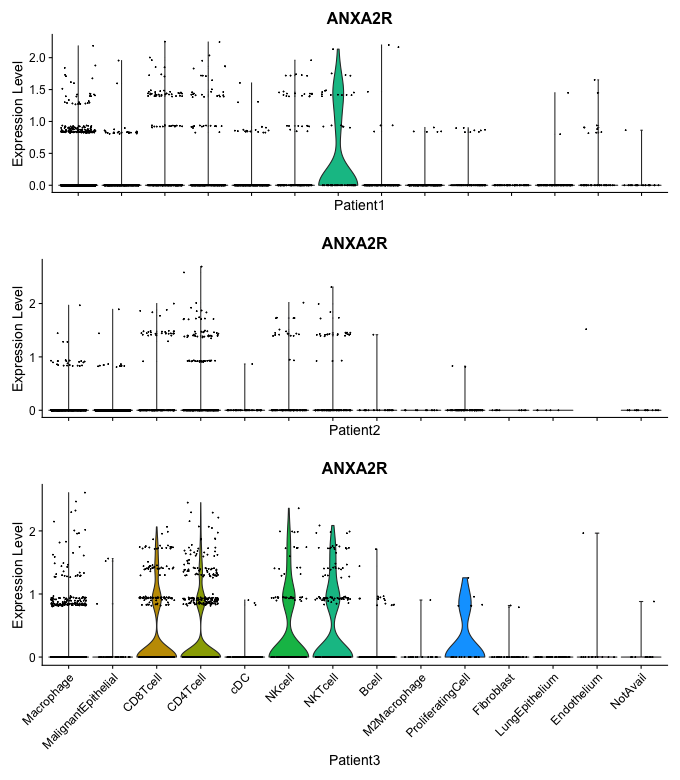 ANXA2R
Expression Level
2.0
1.5
1.0
0.5
0.0
Patient1
ANXA2R
Expression Level
2
1
0
Patient2
ANXA2R
Expression Level
2
1
0
Macrophage
MalignantEpithelial
CD8Tcell
CD4Tcell
cDC
NKcell
NKTcell
Bcell
M2Macrophage
ProliferatingCell
Fibroblast
LungEpithelium
Endothelium
NotAvail
Patient3